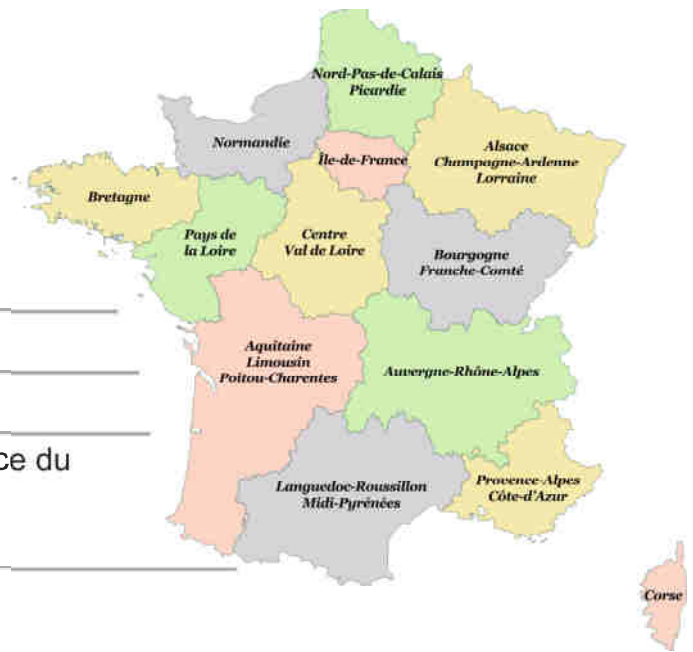 Nord-Pas-de-Calais
Picardie
Normandie
Île-de-France
Alsace
Champagne-Ardenne
Lorraine
Bretagne
Pays de
la Loire
Centre
Val de Loire
Bourgogne
Franche-Comté
Aquitaine
Limousin
Poitou-Charentes
Auvergne-Rhône-Alpes
ce du
Languedoc-Roussillon
Midi-Pyrénées
Provence-Alpes
Côte-d'Azur
Corse